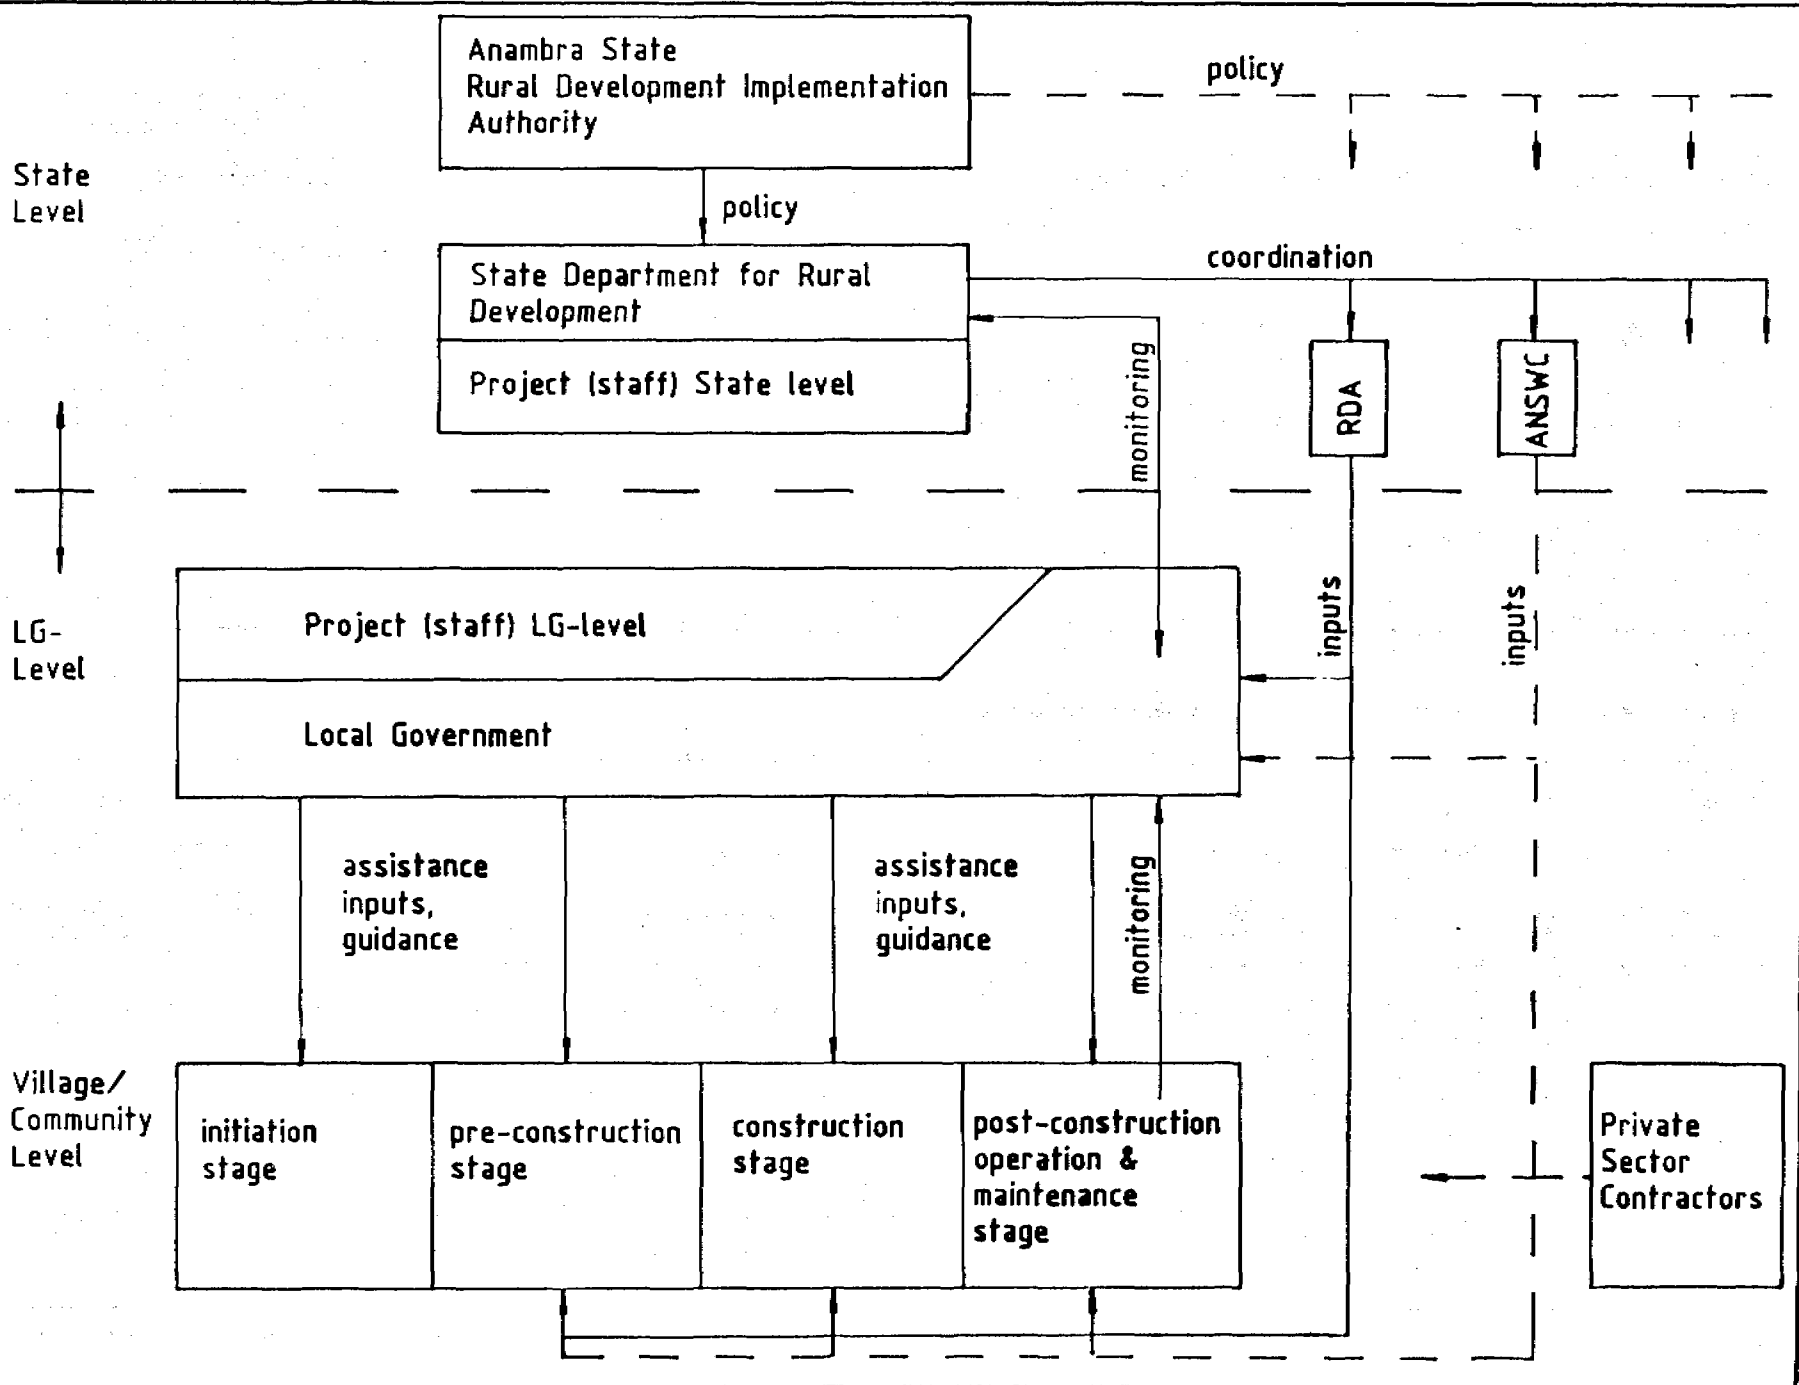 Anambra State
Rural Development Implementation
Authority
policy
State
Level
policy
State Department for Rural
Development
coordination
Project (staff) State level
monitoring
RDA
ANSWC
LG-
Level
Project (staff) LG-level
inputs
inputs
Local Government
assistance
inputs,
guidance
assistance
inputs,
guidance
monitoring
Village/
Community
Level
initiation
stage
pre-construction
stage
construction
stage
post-construction
operation &
maintenance
stage
Private
Sector
Contractors